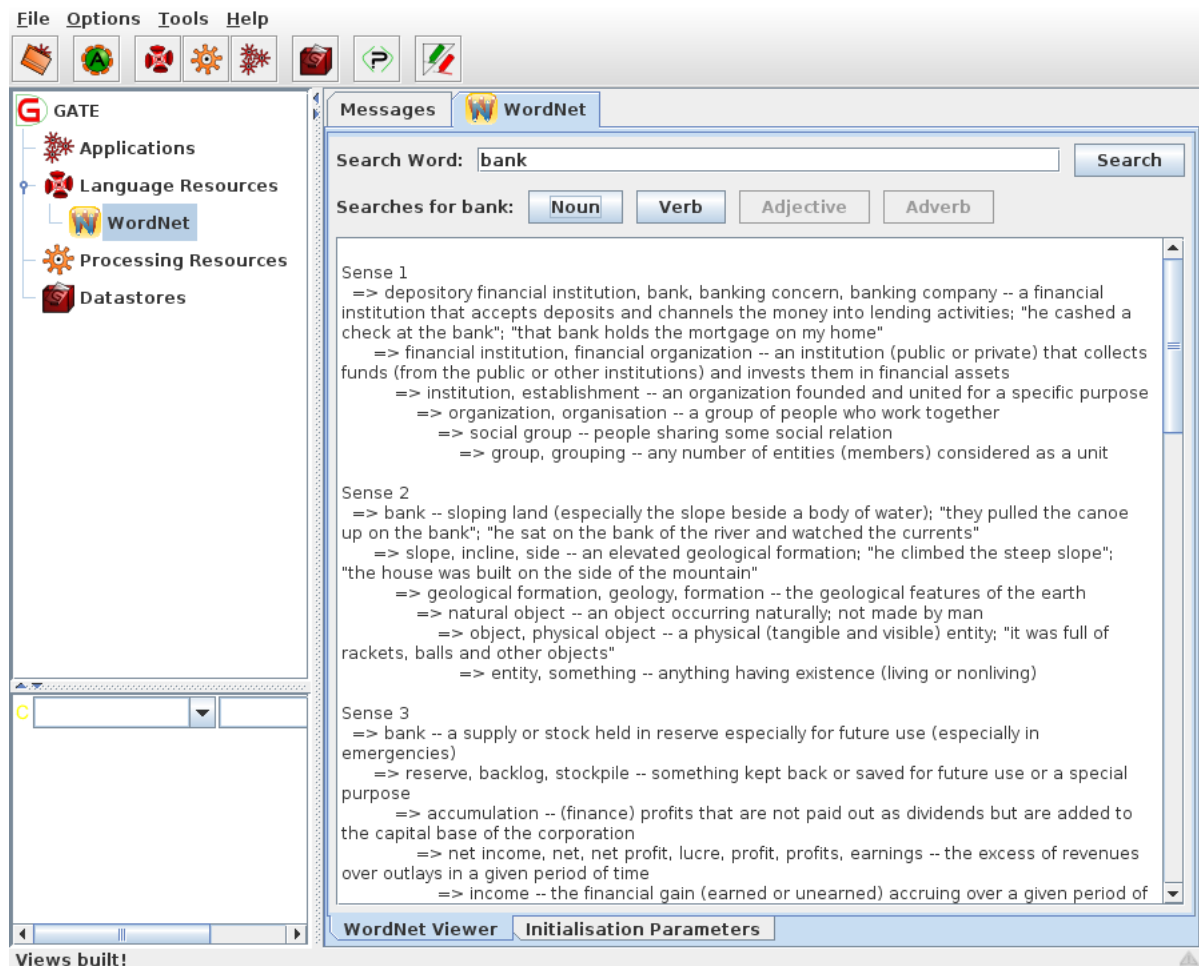 File Options Tools Help
GATE
Applications
Language Resources
WordNet
Processing Resources
Datastores
Messages WordNet
Search Word: bank Search
Searches for bank: Noun Verb Adjective Adverb
Sense 1
=> depository financial institution, bank, banking concern, banking company -- a financial
institution that accepts deposits and channels the money into lending activities; "he cashed a
check at the bank"; "that bank holds the mortgage on my home"
=> financial institution, financial organization -- an institution (public or private) that collects
funds (from the public or other institutions) and invests them in financial assets
=> institution, establishment -- an organization founded and united for a specific purpose
=> organization, organisation -- a group of people who work together
=> social group -- people sharing some social relation
=> group, grouping -- any number of entities (members) considered as a unit
Sense 2
=> bank -- sloping land (especially the slope beside a body of water); "they pulled the canoe
up on the bank"; "he sat on the bank of the river and watched the currents"
=> slope, incline, side -- an elevated geological formation; "he climbed the steep slope";
"the house was built on the side of the mountain"
=> geological formation, geology, formation -- the geological features of the earth
=> natural object -- an object occurring naturally; not made by man
=> object, physical object -- a physical (tangible and visible) entity; "it was full of
rackets, balls and other objects"
=> entity, something -- anything having existence (living or nonliving)
Sense 3
=> bank -- a supply or stock held in reserve especially for future use (especially in
emergencies)
=> reserve, backlog, stockpile -- something kept back or saved for future use or a special
purpose
=> accumulation -- (finance) profits that are not paid out as dividends but are added to
the capital base of the corporation
=> net income, net, net profit, lucre, profit, profits, earnings -- the excess of revenues
over outlays in a given period of time
=> income -- the financial gain (earned or unearned) accruing over a given period of
C
WordNet Viewer Initialisation Parameters
Views built!